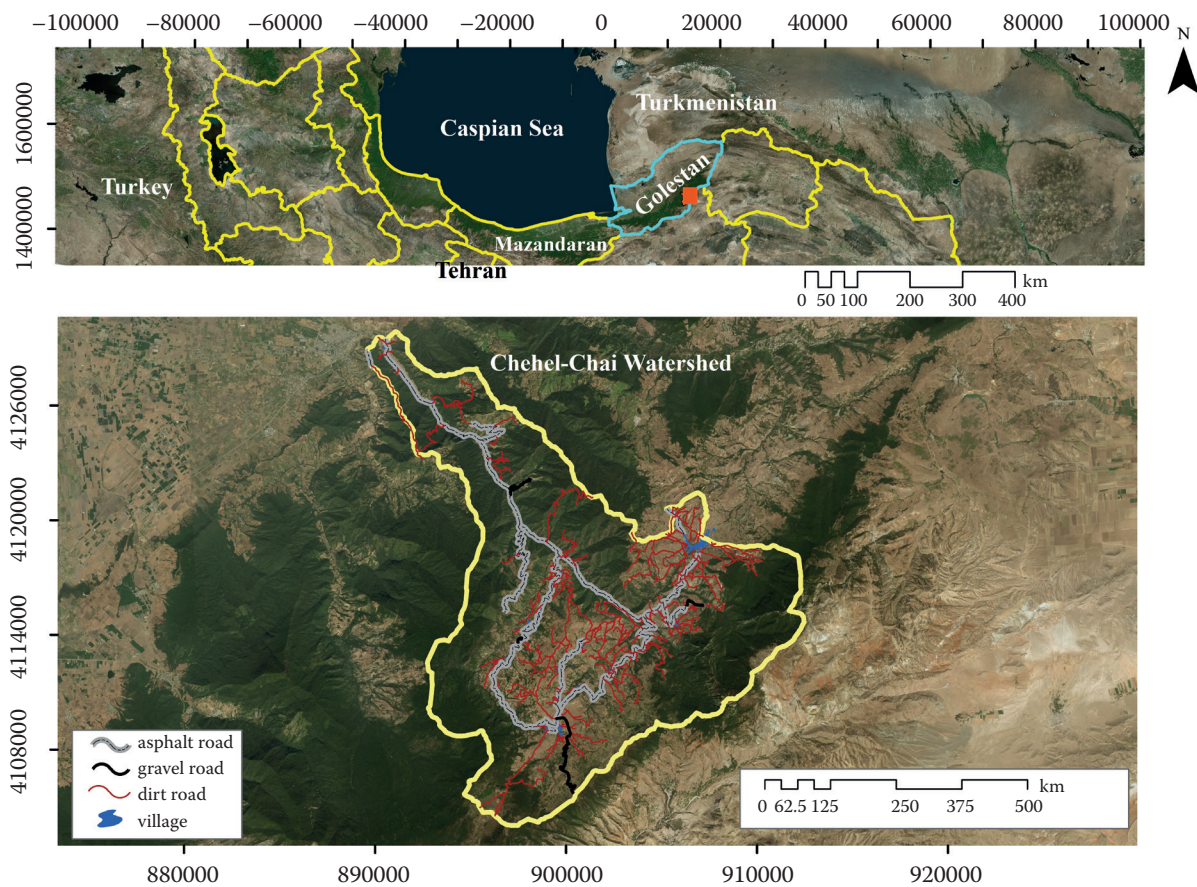 −100000 −80000 −60000 −40000 −20000 0 20000 40000 60000 80000 100000
N
1600000
1400000
Caspian Sea
Turkmenistan
Turkey
Golestan
Mazandaran
Tehran
km
0 50 100 200 300 400
Chehel-Chai Watershed
4126000
4120000
4114000
4108000
asphalt road
gravel road
dirt road
village
km
0 62.5 125 250 375 500
880000 890000 900000 910000 920000